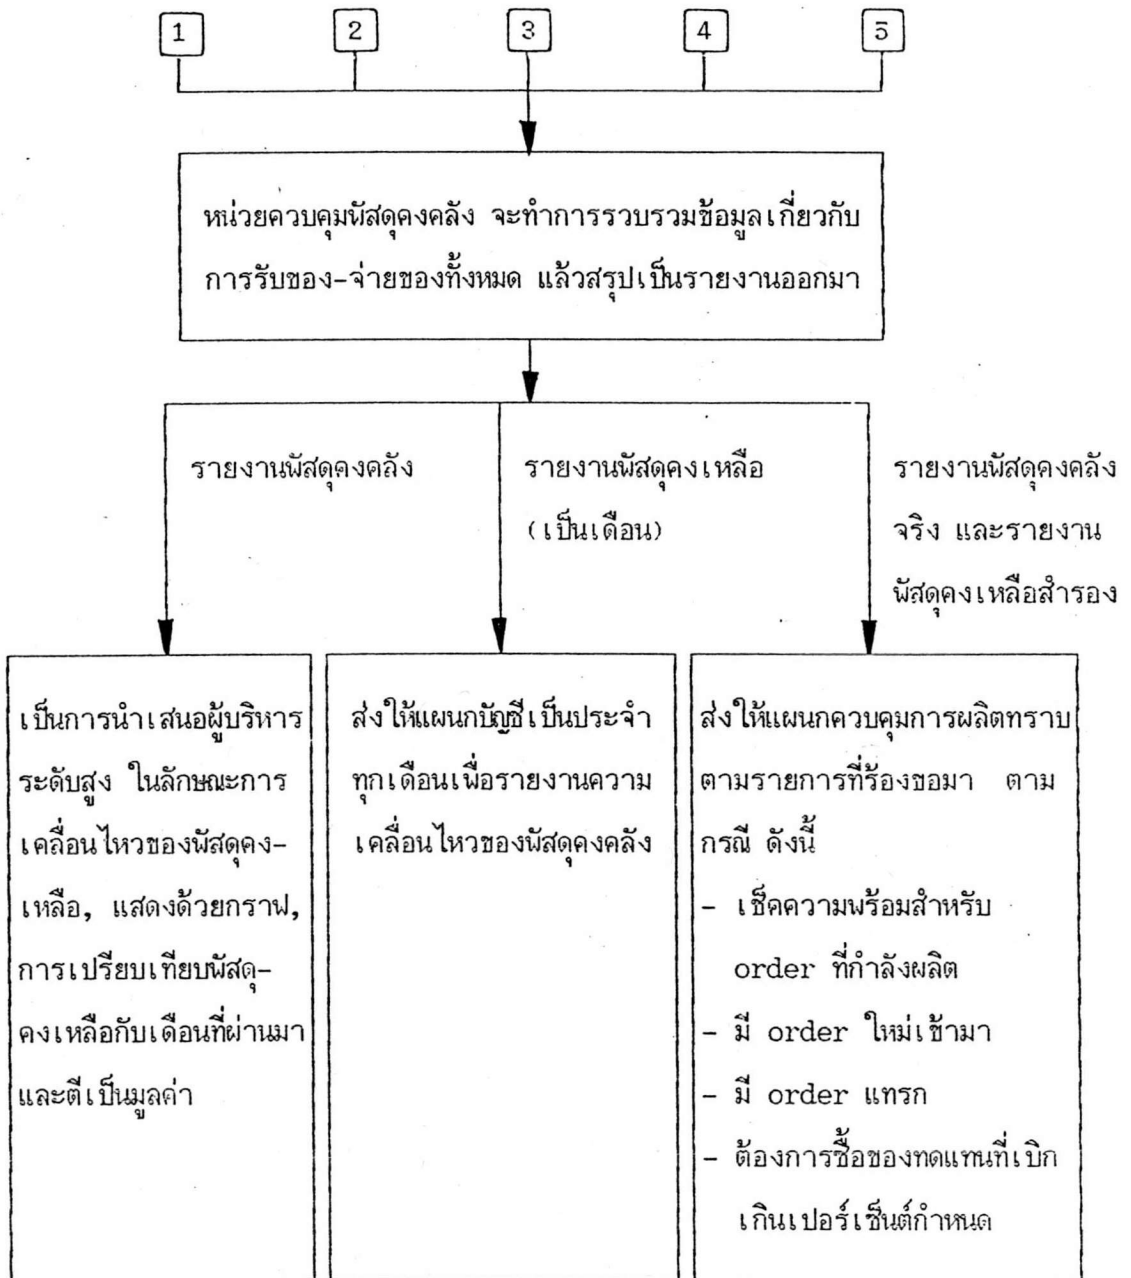 1 2 3 4 5
หน่วยควบคุมพัสดุคงคลัง จะทำการรวบรวมข้อมูลเกี่ยวกับ
การรับของ-จ่ายของทั้งหมด แล้วสรุปเป็นรายงานออกมา
รายงานพัสดุคงคลัง
รายงานพัสดุคงเหลือ
(เป็นเดือน)
รายงานพัสดุคงคลัง
จริง และรายงาน
พัสดุคงเหลือสำรอง
เป็นการนำเสนอผู้บริหาร
ระดับสูง ในลักษณะการ
เคลื่อนไหวของพัสดุคง-
เหลือ, แสดงด้วยกราฟ,
การเปรียบเทียบพัสดุ-
คงเหลือกับเดือนที่ผ่านมา
และตีเป็นมูลค่า
ส่งให้แผนกบัญชีเป็นประจำ
ทุกเดือนเพื่อรายงานความ
เคลื่อนไหวของพัสดุคงคลัง
ส่งให้แผนกควบคุมการผลิตทราบ
ตามรายการที่ร้องขอมา ตาม
กรณี ดังนี้
- เช็คความพร้อมสำหรับ
order ที่กำลังผลิต
- มี order ใหม่เข้ามา
- มี order แทรก
- ต้องการซื้อของทดแทนที่เบิก
เกินเปอร์เซ็นต์กำหนด